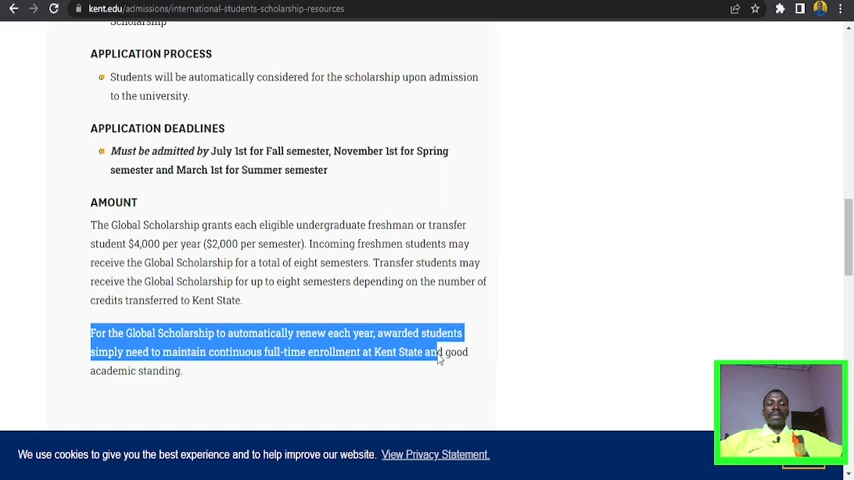 kent.edu/admissions/international-students-scholarship-resources
Scholarship
APPLICATION PROCESS
Students will be automatically considered for the scholarship upon admission
to the university.
APPLICATION DEADLINES
Must be admitted by July 1st for Fall semester, November 1st for Spring
semester and March 1st for Summer semester
AMOUNT
The Global Scholarship grants each eligible undergraduate freshman or transfer
student $4,000 per year ($2,000 per semester). Incoming freshmen students may
receive the Global Scholarship for a total of eight semesters. Transfer students may
receive the Global Scholarship for up to eight semesters depending on the number of
credits transferred to Kent State.
For the Global Scholarship to automatically renew each year, awarded students
simply need to maintain continuous full-time enrollment at Kent State and good
academic standing.
We use cookies to give you the best experience and to help improve our website. View Privacy Statement.